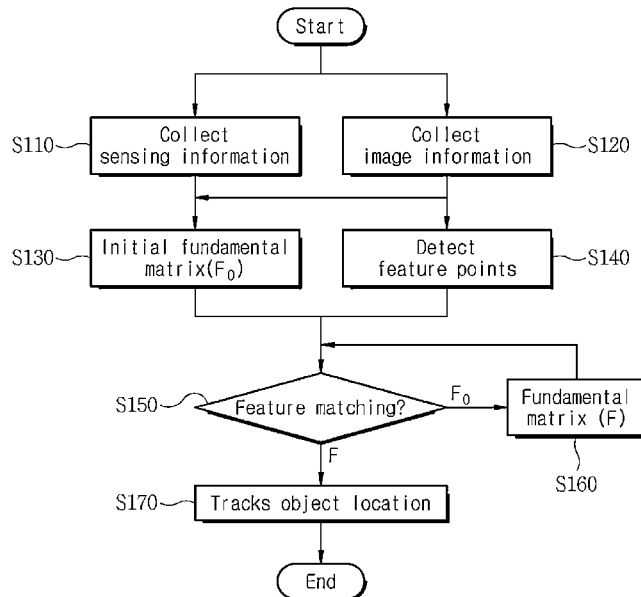 Start
S110
Collect
sensing information
Collect
image information
S120
S130
Initial fundamental
matrix(F₀)
Detect
feature points
S140
S150
Feature matching?
F₀
Fundamental
matrix (F)
S160
F
S170
Tracks object location
End